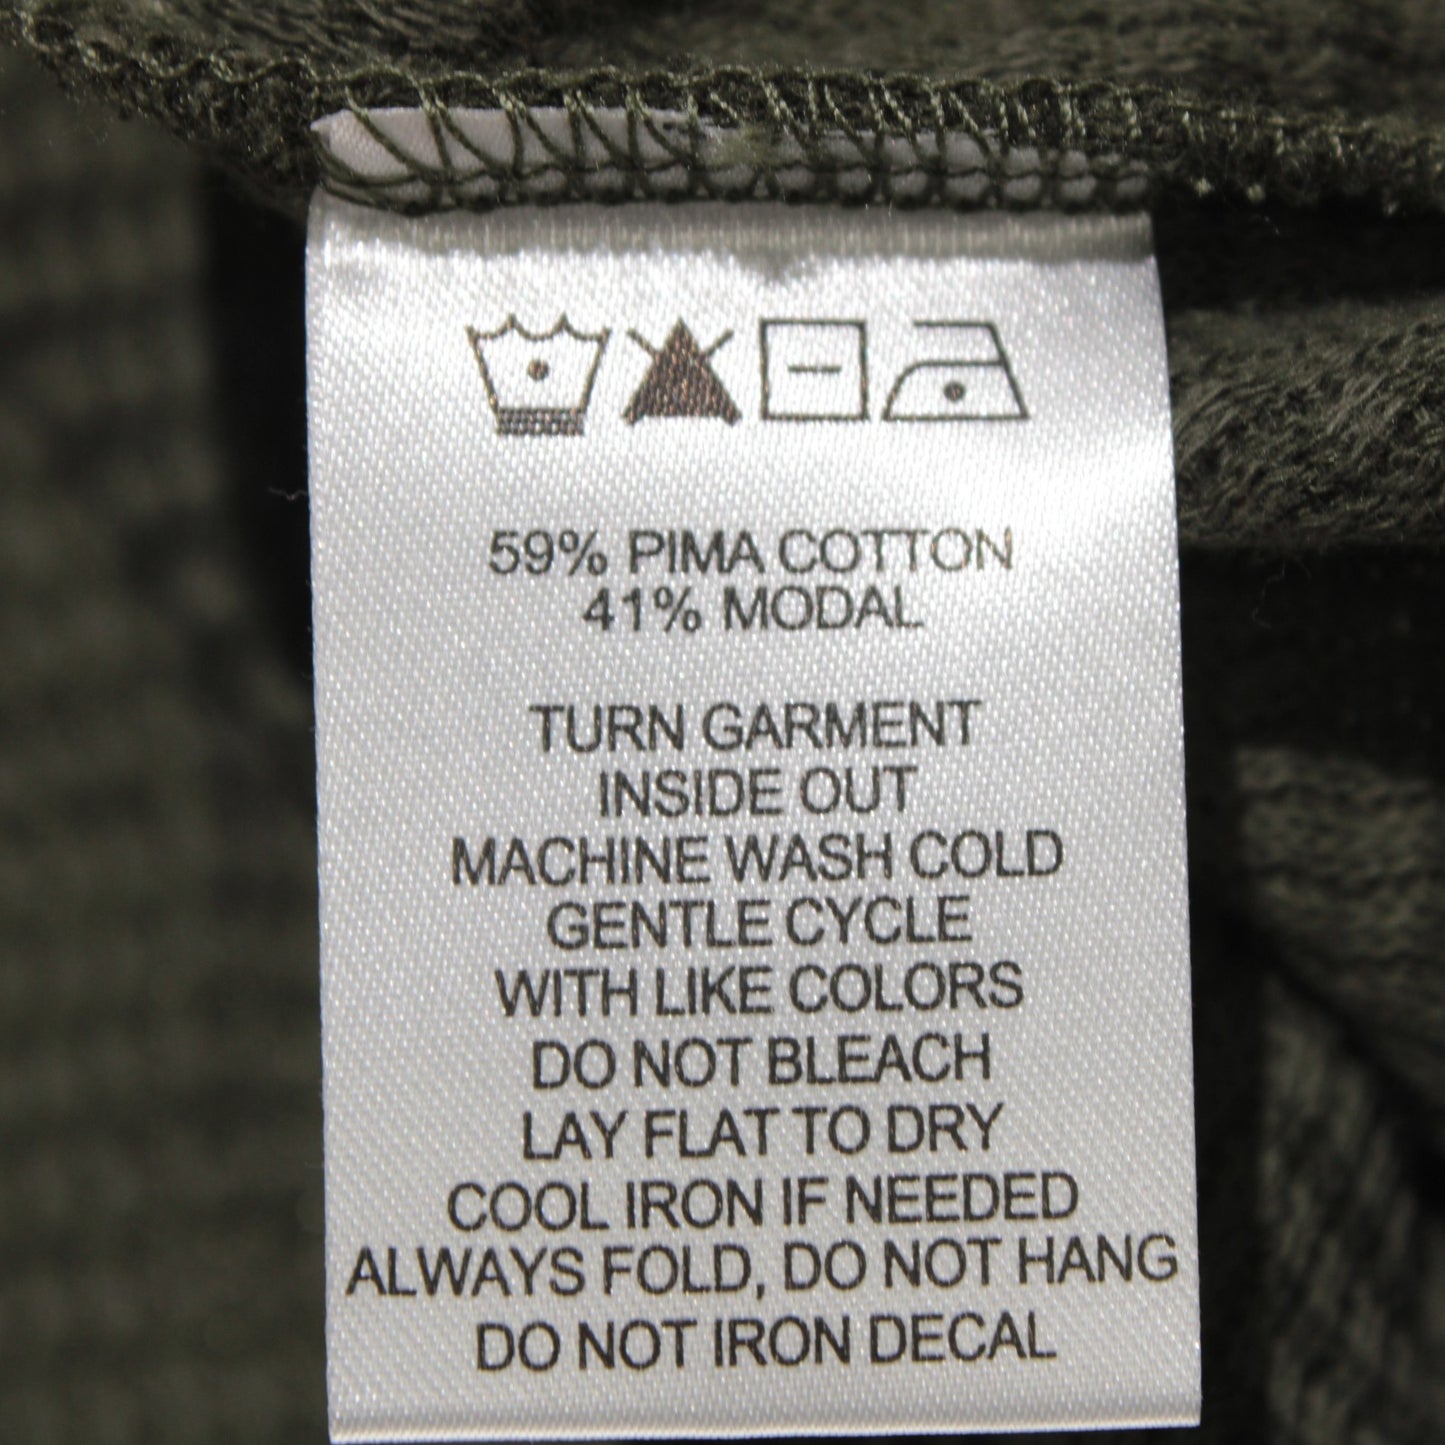 59% PIMA COTTON
41% MODAL
TURN GARMENT
INSIDE OUT
MACHINE WASH COLD
GENTLE CYCLE
WITH LIKE COLORS
DO NOT BLEACH
LAY FLAT TO DRY
COOL IRON IF NEEDED
ALWAYS FOLD, DO NOT HANG
DO NOT IRON DECAL